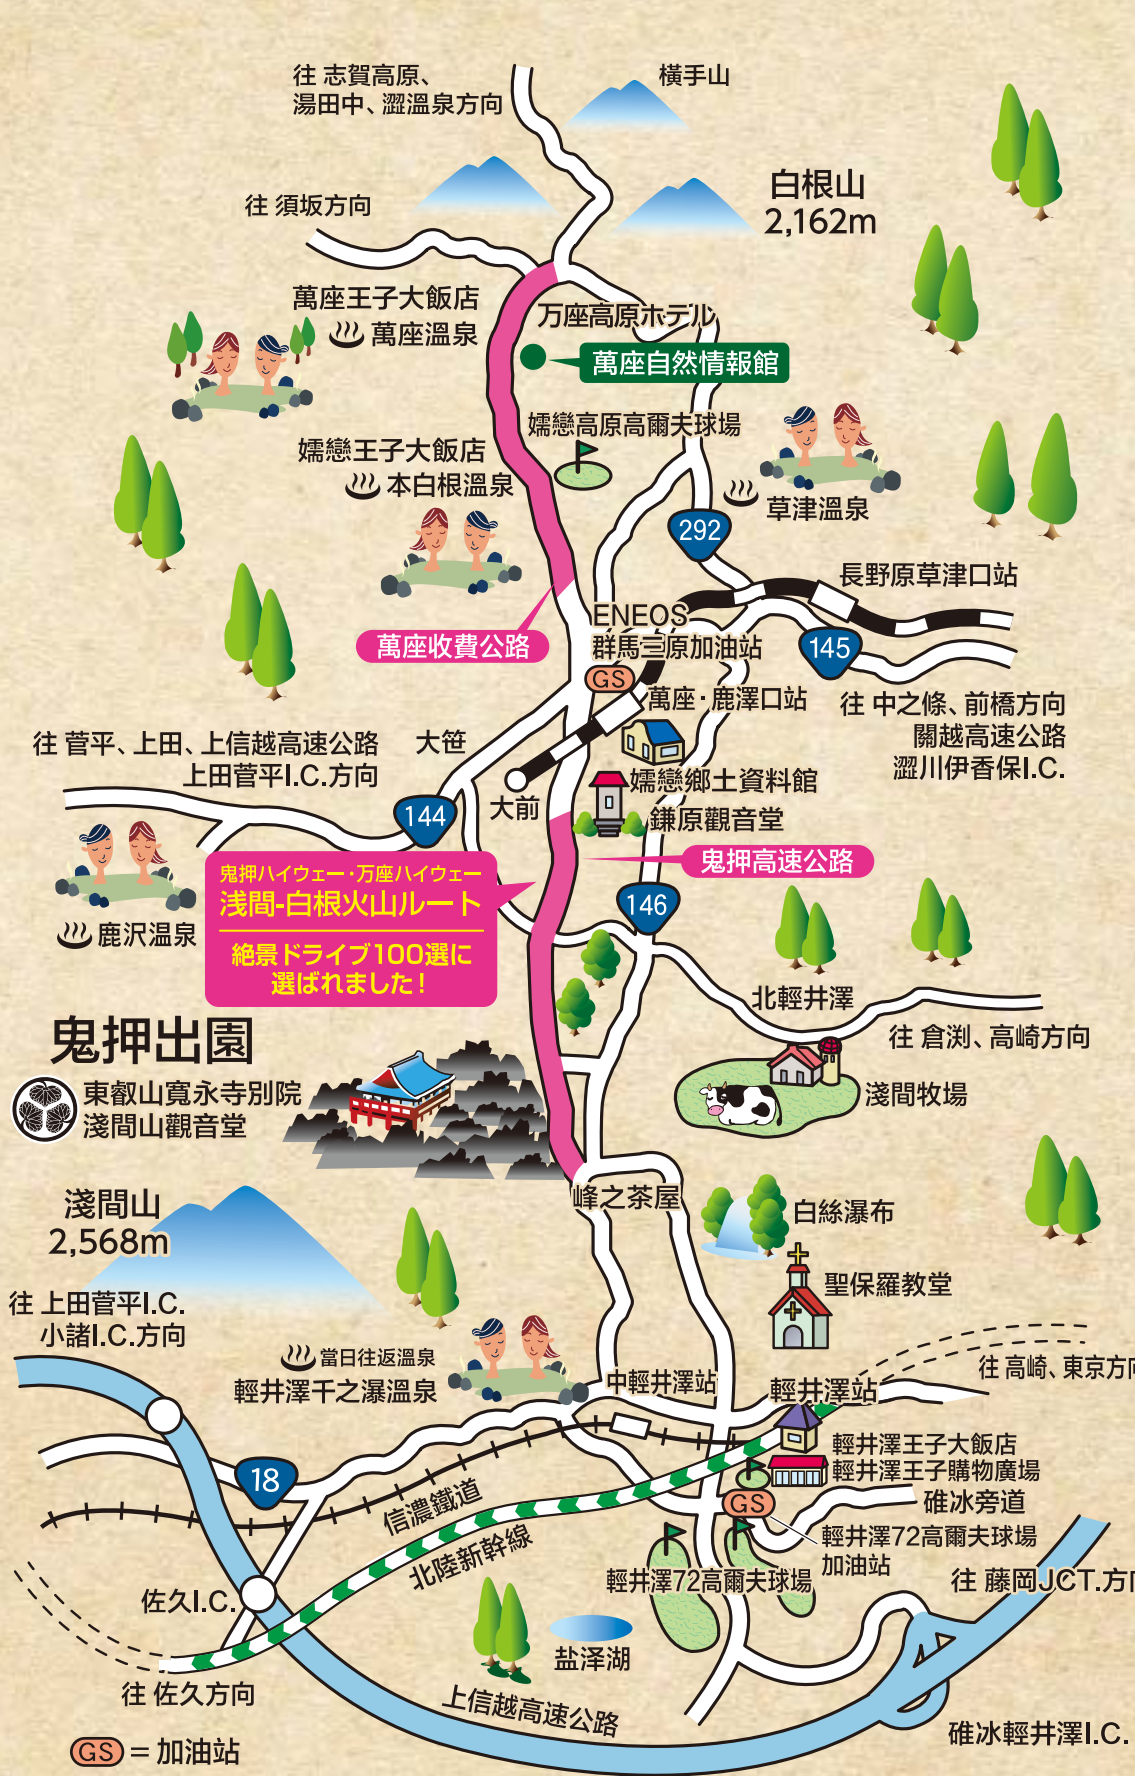 往 志賀高原、
湯田中、澀溫泉方向
橫手山
白根山
2,162m
往 須坂方向
萬座王子大飯店
萬座溫泉
万座高原ホテル
萬座自然情報館
嬬戀高原高爾夫球場
嬬戀王子大飯店
本白根溫泉
草津溫泉
292
長野原草津口站
ENEOS
群馬三原加油站
GS
萬座收費公路
145
萬座·鹿澤口站
往 中之條、前橋方向
關越高速公路
澀川伊香保I.C.
往 菅平、上田、上信越高速公路
上田菅平I.C.方向
大笹
大前
144
嬬戀鄉土資料館
鎌原觀音堂
鬼押高速公路
鬼押ハイウェー・万座ハイウェー
浅間-白根火山ルート
絶景ドライブ100選に
選ばれました！
鹿沢溫泉
146
北輕井澤
往 倉渕、高崎方向
鬼押出園
東叡山寬永寺別院
淺間山觀音堂
淺間牧場
淺間山
2,568m
峰之茶屋
白絲瀑布
聖保羅教堂
往 上田菅平I.C.
小諸I.C.方向
當日往返溫泉
輕井澤千之瀑溫泉
中輕井澤站
輕井澤站
往 高崎、東京方向
輕井澤王子大飯店
輕井澤王子購物廣場
18
信濃鐵道
北陸新幹線
GS
碓冰旁道
輕井澤72高爾夫球場
加油站
輕井澤72高爾夫球場
往 藤岡JCT.方向
佐久I.C.
盐泽湖
往 佐久方向
上信越高速公路
碓冰輕井澤I.C.
GS = 加油站